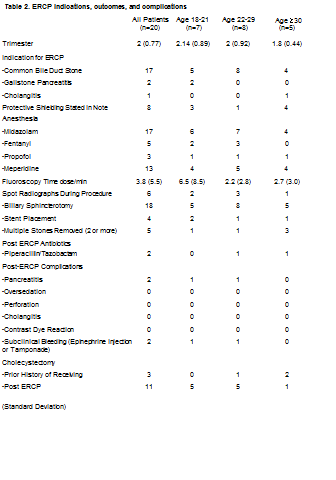 Table 2. ERCP indications, outcomes, and complications
All Patients (n=20) Age 18-21 (n=7) Age 22-29 (n=8) Age ≥30 (n=5)
Trimester 2 (0.77) 2.14 (0.89) 2 (0.92) 1.8 (0.44)
Indication for ERCP
-Common Bile Duct Stone 17 5 8 4
-Gallstone Pancreatitis 2 2 0 0
-Cholangitis 1 0 0 1
Protective Shielding Stated in Note 8 3 1 4
Anesthesia
-Midazolam 17 6 7 4
-Fentanyl 5 2 3 0
-Propofol 3 1 1 1
-Meperidine 13 4 5 4
Fluoroscopy Time dose/min 3.8 (5.5) 6.5 (8.5) 2.2 (2.8) 2.7 (3.0)
Spot Radiographs During Procedure 6 2 3 1
-Biliary Sphincterotomy 18 5 8 5
-Stent Placement 4 2 1 1
-Multiple Stones Removed (2 or more) 5 1 1 3
Post ERCP Antibiotics
-Piperacillin/Tazobactam 2 0 1 1
Post-ERCP Complications
-Pancreatitis 2 1 1 0
-Oversedation 0 0 0 0
-Perforation 0 0 0 0
-Cholangitis 0 0 0 0
-Contrast Dye Reaction 0 0 0 0
-Subclinical Bleeding (Epinephrine Injection 2 1 1 0
or Tamponade)
Cholecystectomy
-Prior History of Receiving 3 0 1 2
-Post ERCP 11 5 5 1
(Standard Deviation)